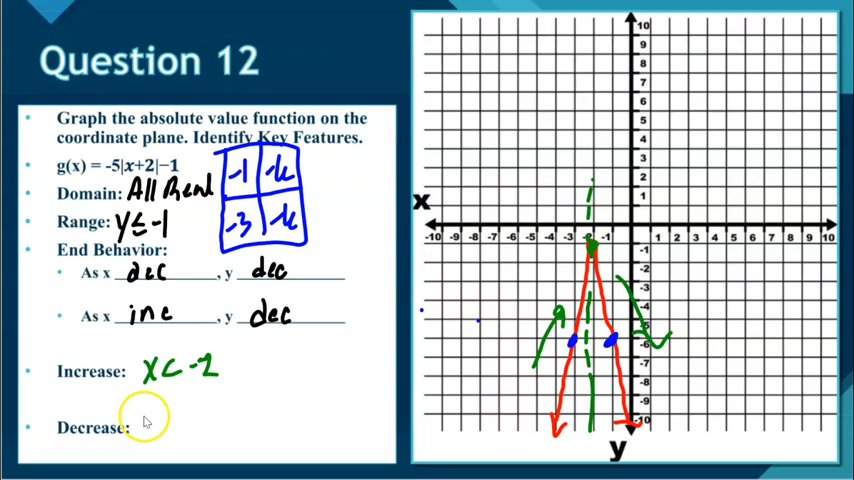 Question 12
Graph the absolute value function on the
coordinate plane. Identify Key Features.
g(x) = -5|x+2|−1
Domain: All Real
Range: y≤ -1
End Behavior:
As x dec, y dec
As x inc, y dec
Increase: x< -2
Decrease:
-1 -6
-3 -6
10
9
8
7
6
5
4
3
2
1
x
-10 -9 -8 -7 -6 -5 -4 -3 -2 -1 1 2 3 4 5 6 7 8 9 10
-1
-2
-3
-4
-5
-6
-7
-8
-9
-10
y